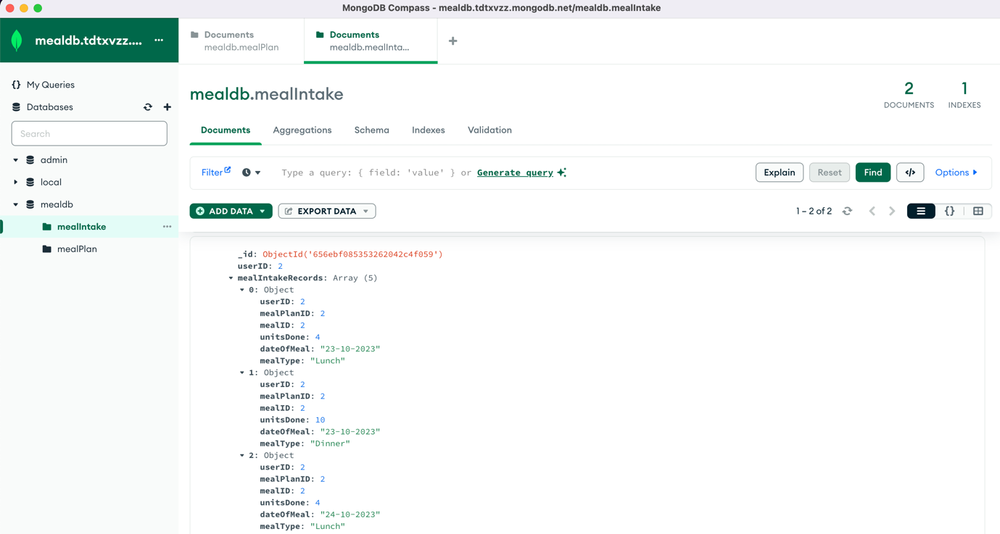 MongoDB Compass - mealdb.tdtxvzz.mongodb.net/mealdb.mealIntake
mealdb.tdtxvzz....
Documents
mealdb.mealPlan
Documents
mealdb.mealInta...
My Queries
Databases
Search
admin
local
mealdb
mealIntake
mealPlan
mealdb.mealIntake
2
DOCUMENTS
1
INDEXES
Documents Aggregations Schema Indexes Validation
Filter Type a query: { field: 'value' } or Generate query Explain Reset Find </> Options
ADD DATA EXPORT DATA 1 – 2 of 2 {}
_id: ObjectId('656ebf085353262042c4f059')
userID: 2
mealIntakeRecords: Array (5)
0: Object
userID: 2
mealPlanID: 2
mealID: 2
unitsDone: 4
dateOfMeal: "23-10-2023"
mealType: "Lunch"
1: Object
userID: 2
mealPlanID: 2
mealID: 2
unitsDone: 10
dateOfMeal: "23-10-2023"
mealType: "Dinner"
2: Object
userID: 2
mealPlanID: 2
mealID: 2
unitsDone: 4
dateOfMeal: "24-10-2023"
mealType: "Lunch"